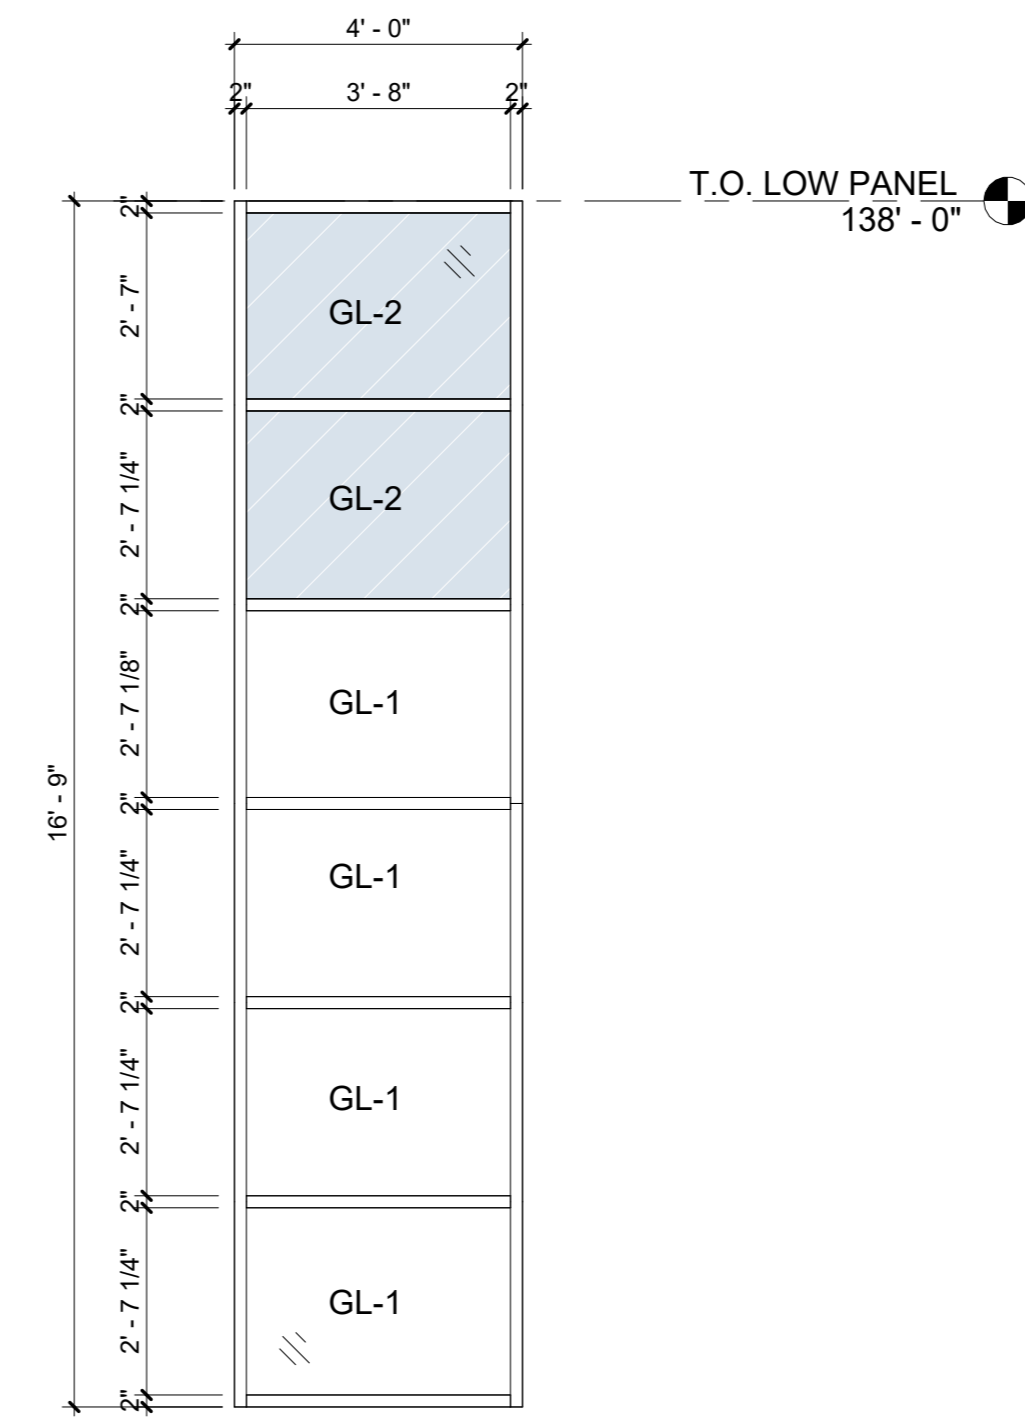 4' - 0"
2" 3' - 8" 2"
T.O. LOW PANEL
138' - 0"
2"
2' - 7"
GL-2
2"
2' - 7 1/4"
GL-2
2"
2' - 7 1/8"
GL-1
16' - 9"
2"
2' - 7 1/4"
GL-1
2"
2' - 7 1/4"
GL-1
2"
2' - 7 1/4"
GL-1
2"